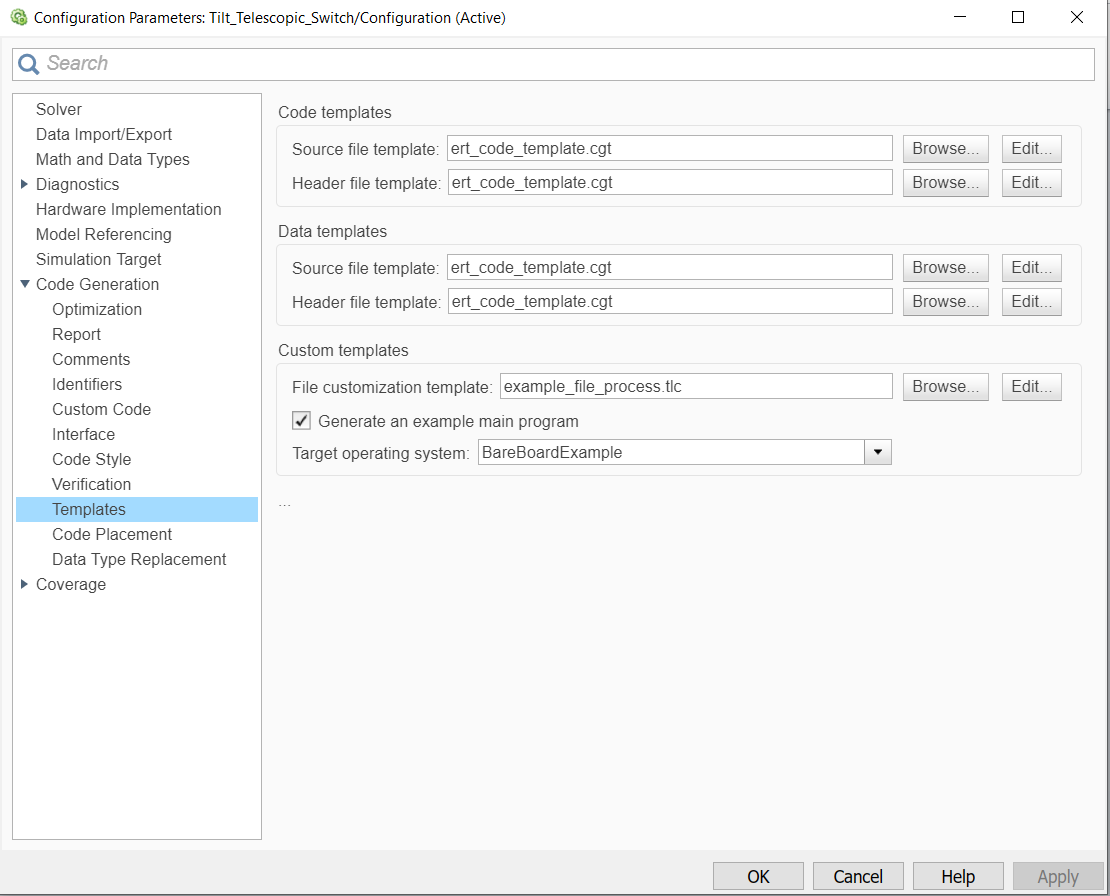 Configuration Parameters: Tilt_Telescopic_Switch/Configuration (Active)
Search
Solver
Data Import/Export
Math and Data Types
Diagnostics
Hardware Implementation
Model Referencing
Simulation Target
Code Generation
Optimization
Report
Comments
Identifiers
Custom Code
Interface
Code Style
Verification
Templates
Code Placement
Data Type Replacement
Coverage
Code templates
Source file template: ert_code_template.cgt Browse... Edit...
Header file template: ert_code_template.cgt Browse... Edit...
Data templates
Source file template: ert_code_template.cgt Browse... Edit...
Header file template: ert_code_template.cgt Browse... Edit...
Custom templates
File customization template: example_file_process.tlc Browse... Edit...
Generate an example main program
Target operating system: BareBoardExample
...
OK Cancel Help Apply